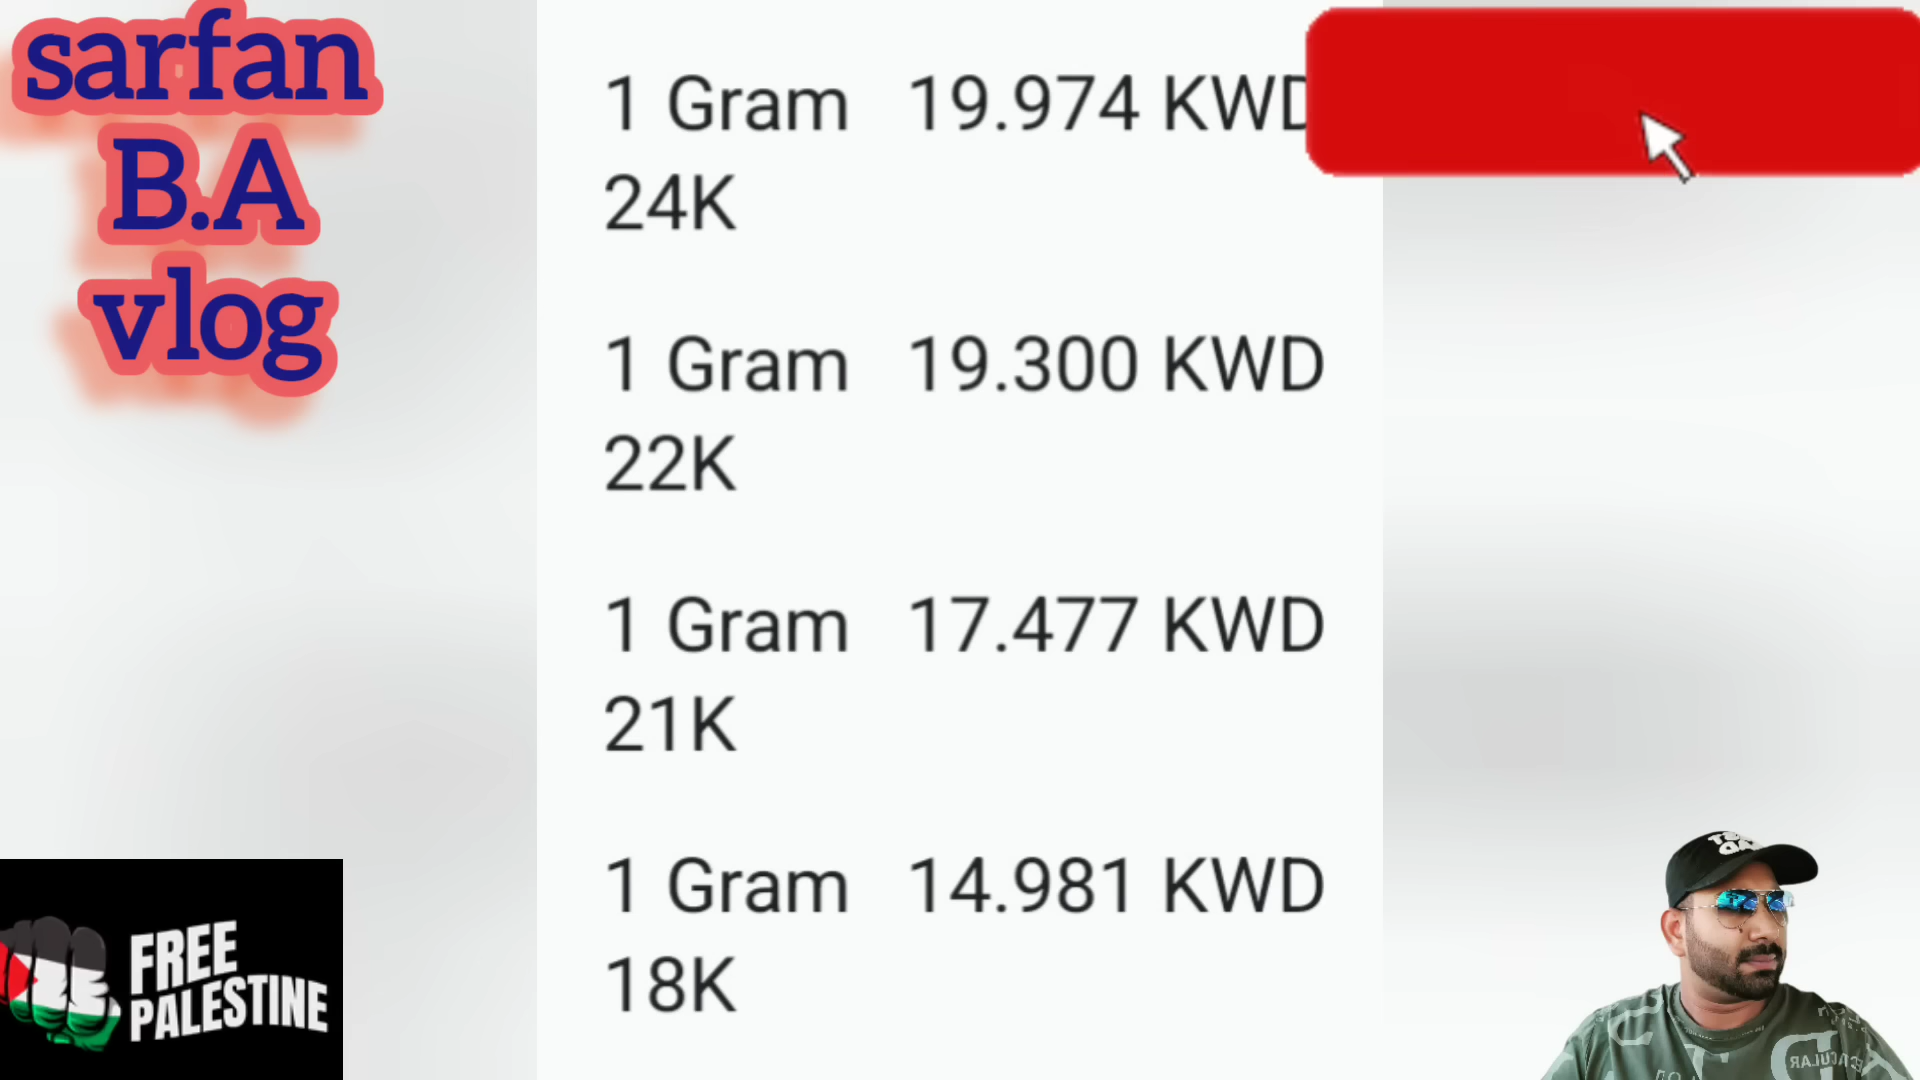 sarfan
B.A
vlog
1 Gram 19.974 KWD
24K
1 Gram 19.300 KWD
22K
1 Gram 17.477 KWD
21K
1 Gram 14.981 KWD
18K
FREE
PALESTINE